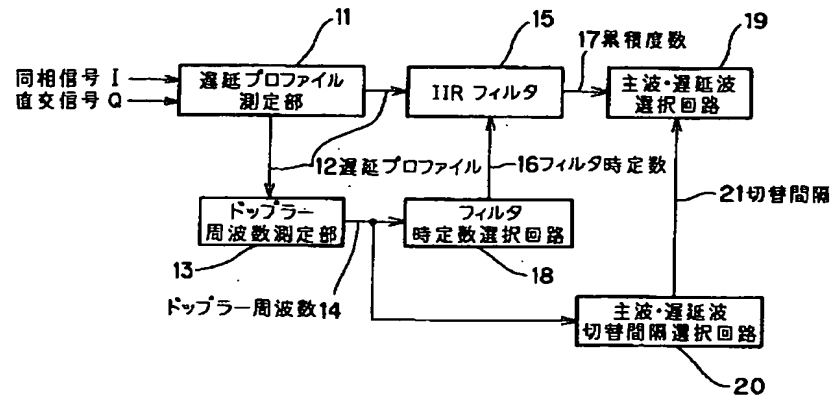 11
15
17累積度数
19
同相信号 I
直交信号 Q
遅延プロファイル
測定部
IIR フィルタ
主波・遅延波
選択回路
12遅延プロファイル
16フィルタ時定数
21切替間隔
ドップラー
周波数測定部
フィルタ
時定数選択回路
13
18
ドップラー周波数14
主波・遅延波
切替間隔選択回路
20